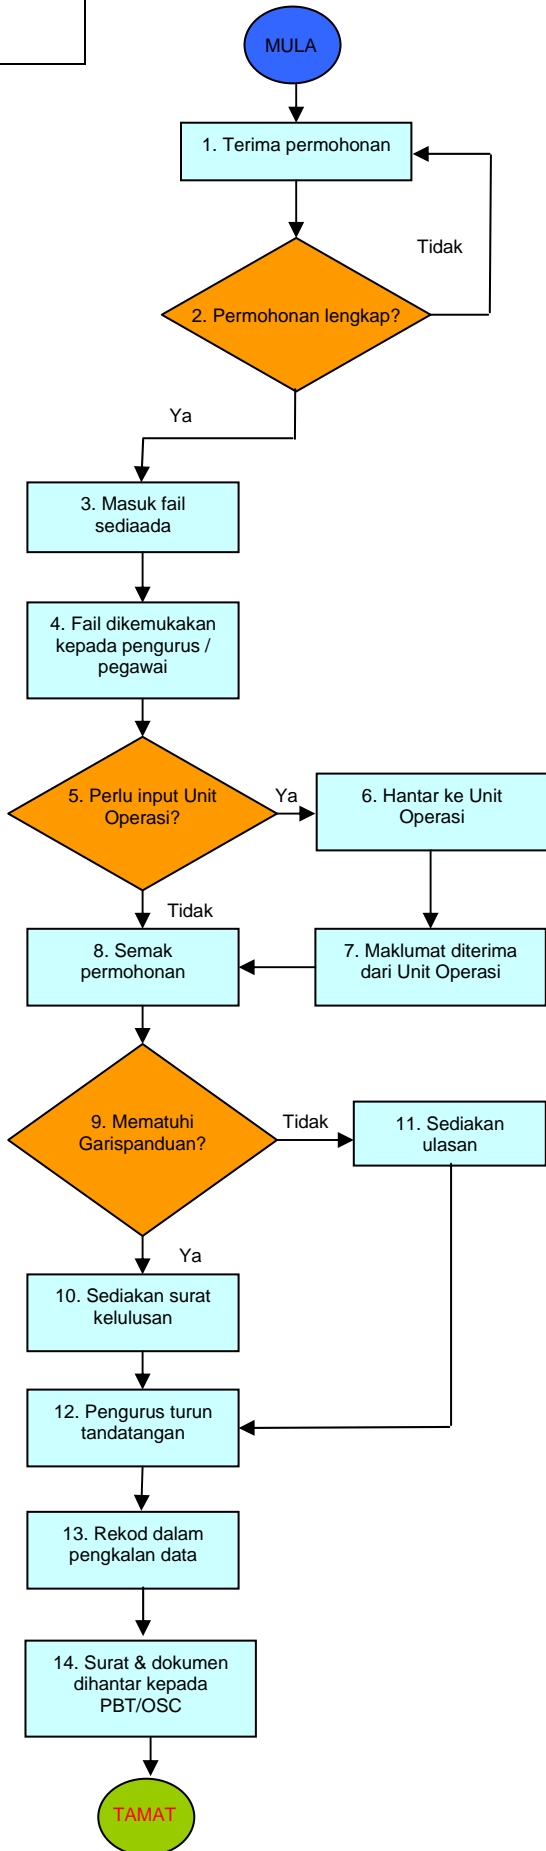 MULA
1. Terima permohonan
Tidak
2. Permohonan lengkap?
Ya
3. Masuk fail
sediaada
4. Fail dikemukakan
kepada pengurus /
pegawai
5. Perlu input Unit
Operasi?
Ya
6. Hantar ke Unit
Operasi
Tidak
7. Maklumat diterima
dari Unit Operasi
8. Semak
permohonan
9. Mematuhi
Garispanduan?
Tidak
11. Sediakan
ulasan
Ya
10. Sediakan surat
kelulusan
12. Pengurus turun
tandatangan
13. Rekod dalam
pengkalan data
14. Surat & dokumen
dihantar kepada
PBT/OSC
TAMAT